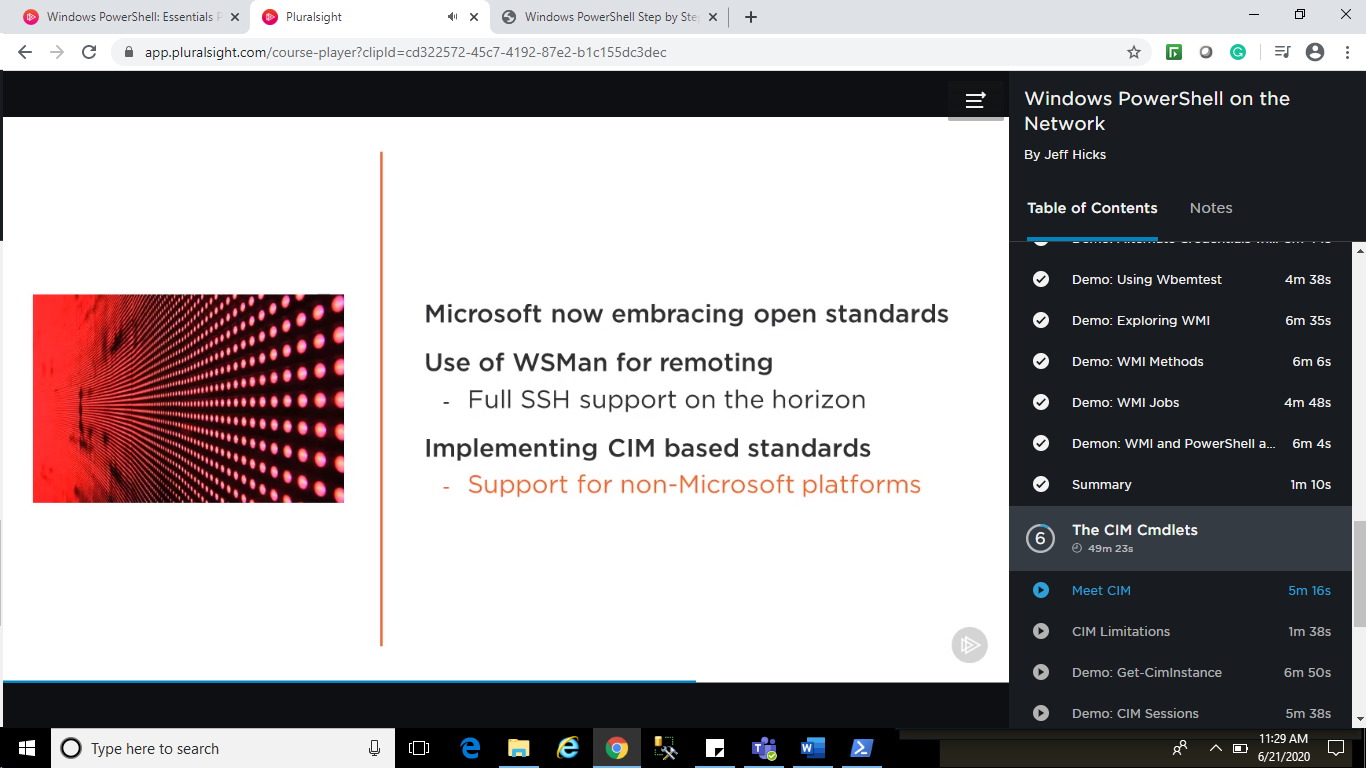 Windows PowerShell: Essentials P
Pluralsight
Windows PowerShell Step by Ste
app.pluralsight.com/course-player?clipId=cd322572-45c7-4192-87e2-b1c155dc3dec
Microsoft now embracing open standards
Use of WSMan for remoting
- Full SSH support on the horizon
Implementing CIM based standards
- Support for non-Microsoft platforms
Windows PowerShell on the
Network
By Jeff Hicks
Table of Contents Notes
Demo: Using Wbemtest 4m 38s
Demo: Exploring WMI 6m 35s
Demo: WMI Methods 6m 6s
Demo: WMI Jobs 4m 48s
Demon: WMI and PowerShell a... 6m 4s
Summary 1m 10s
6 The CIM Cmdlets
49m 23s
Meet CIM 5m 16s
CIM Limitations 1m 38s
Demo: Get-CimInstance 6m 50s
Demo: CIM Sessions 5m 38s
Type here to search
11:29 AM
6/21/2020